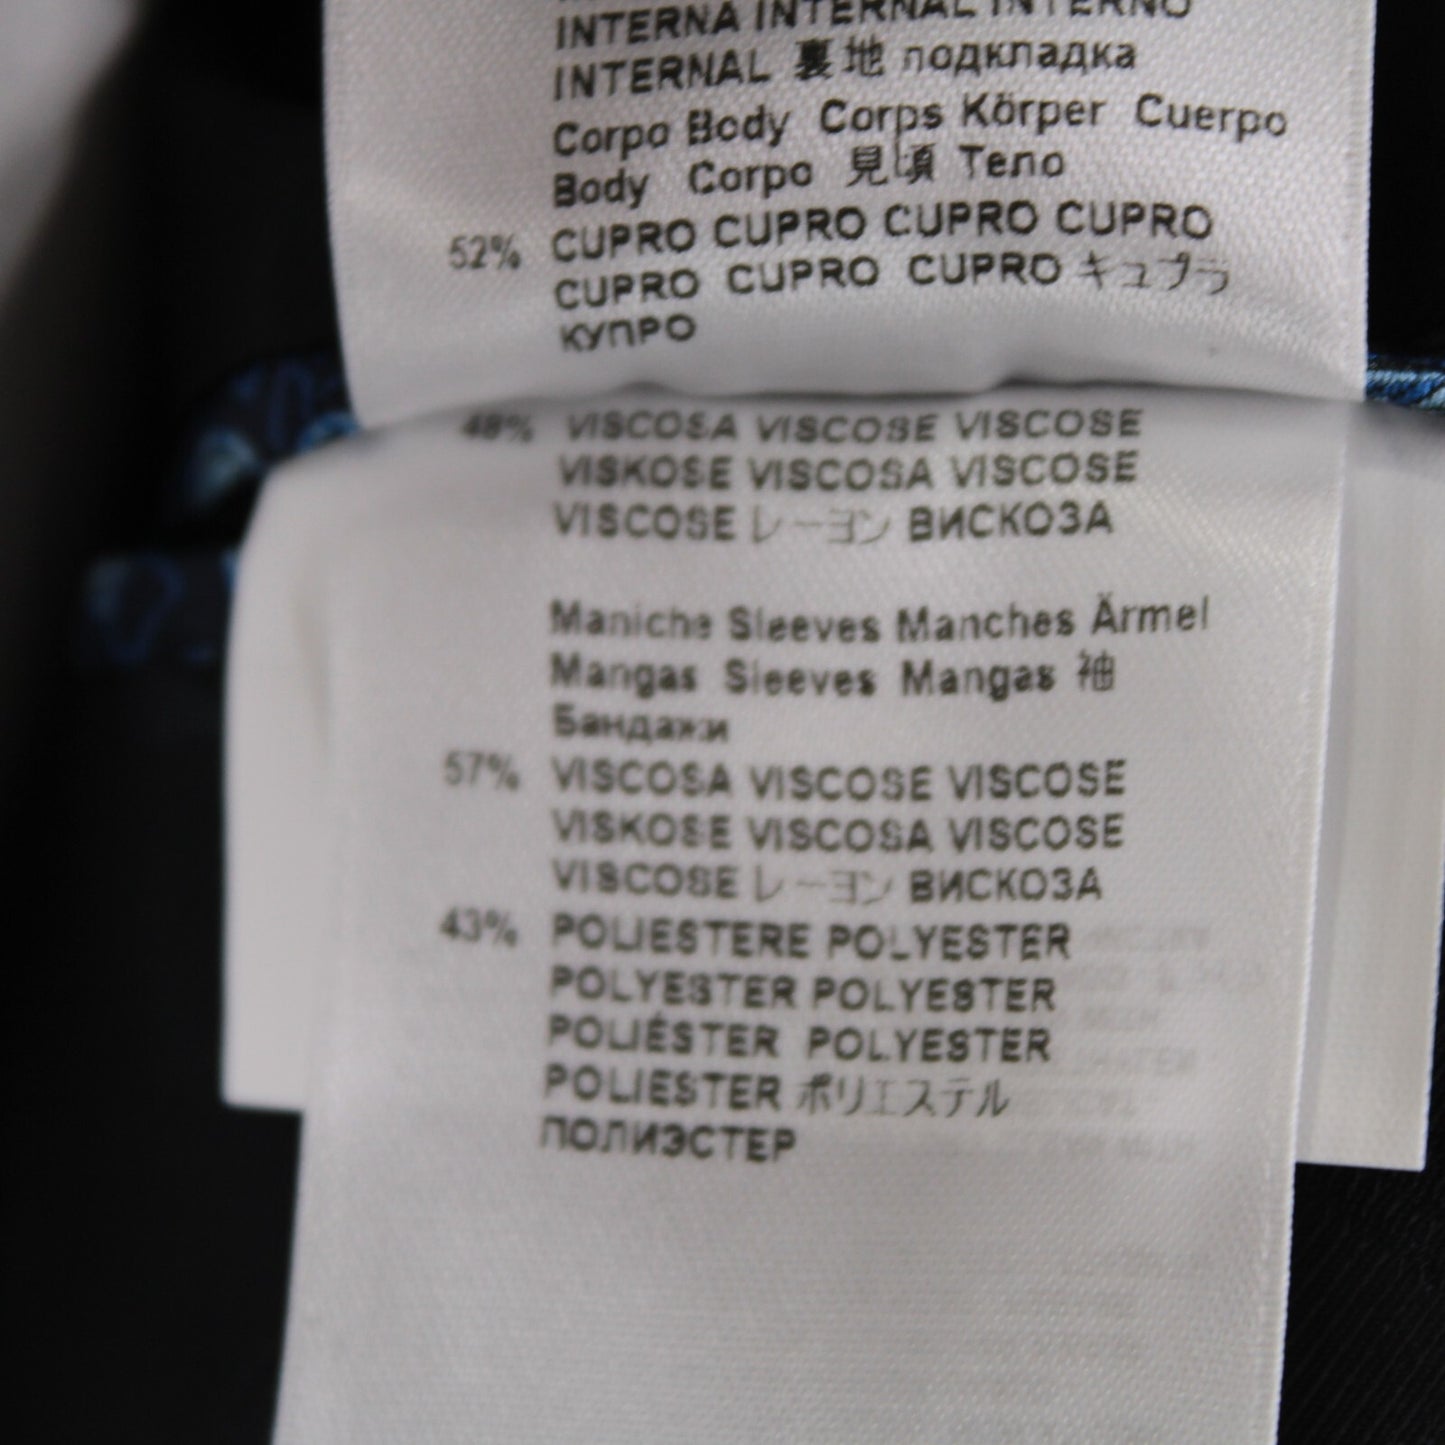 INTERNA INTERNAL INTERNO
INTERNAL 裏地 подкладка
Corpo Body Corps Körper Cuerpo
Body Corpo 見頃 Тело
52% CUPRO CUPRO CUPRO CUPRO
CUPRO CUPRO CUPRO キュプラ
КУПРО
48% VISCOSA VISCOSE VISCOSE
VISKOSE VISCOSA VISCOSE
VISCOSE レーヨン ВИСКОЗА
Maniche Sleeves Manches Ärmel
Mangas Sleeves Mangas 袖
Бандажи
57% VISCOSA VISCOSE VISCOSE
VISKOSE VISCOSA VISCOSE
VISCOSE レーヨン ВИСКОЗА
43% POLIESTERE POLYESTER
POLYESTER POLYESTER
POLIÉSTER POLYESTER
POLIESTER ポリエステル
ПОЛИЭСТЕР